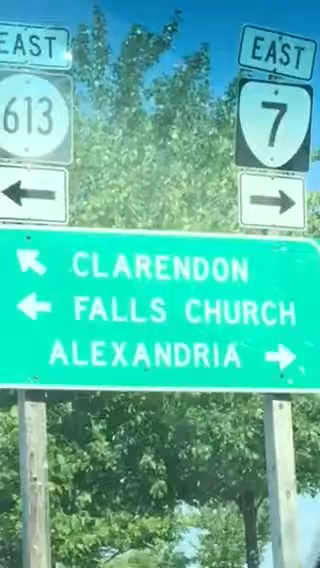 EAST
613
EAST
7
CLARENDON
FALLS CHURCH
ALEXANDRIA